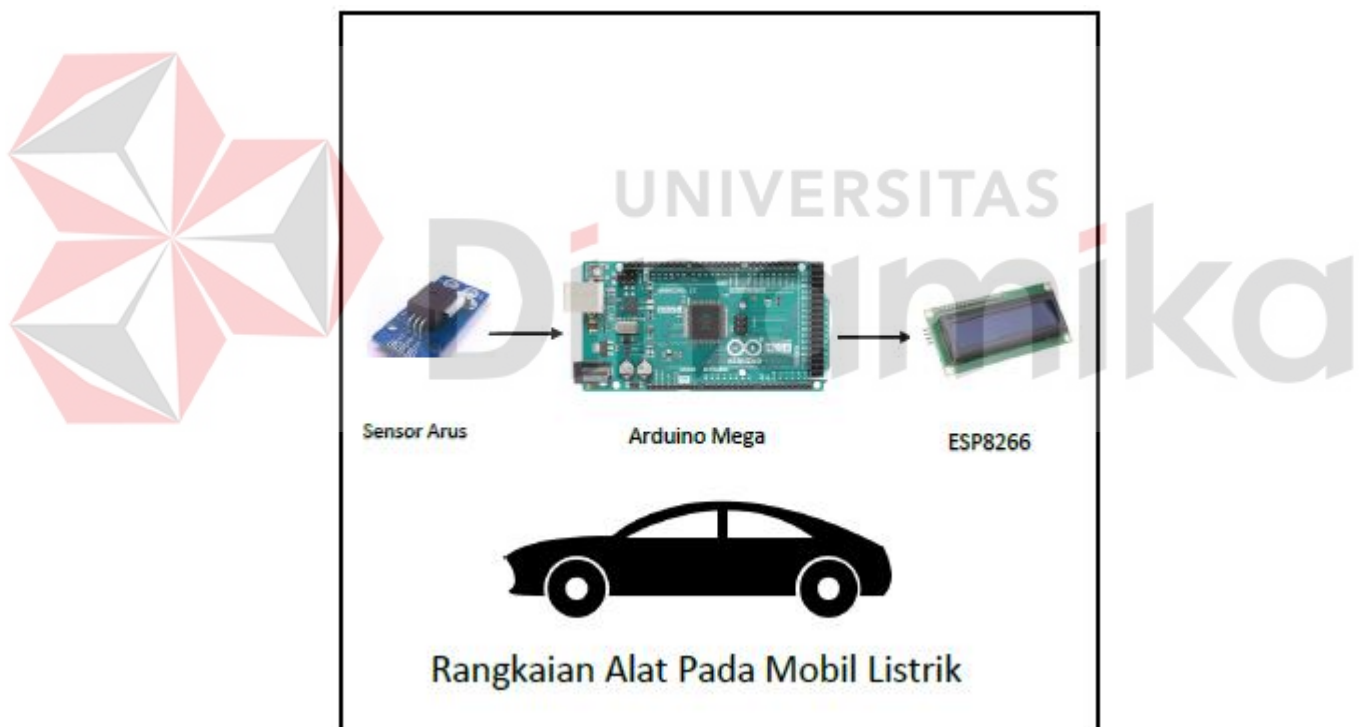 UNIVERSITAS
Dinamika
Sensor Arus
Arduino Mega
ESP8266
Rangkaian Alat Pada Mobil Listrik